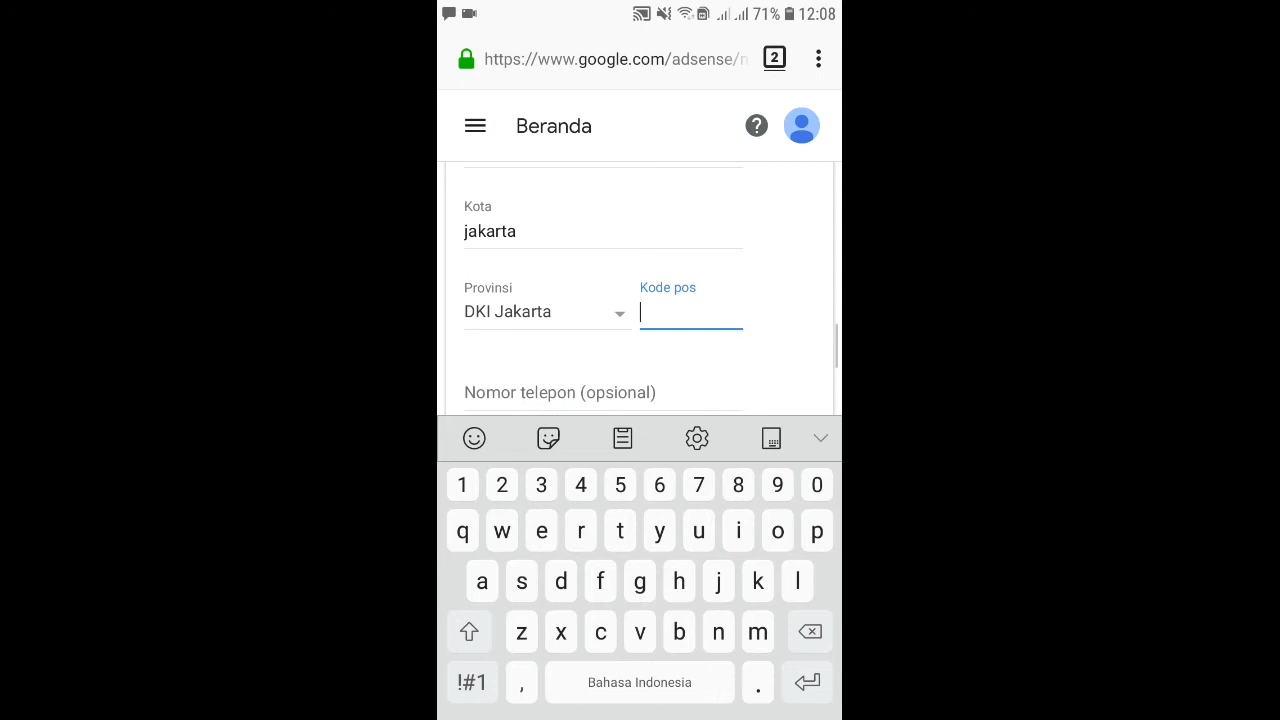 71% 12:08
https://www.google.com/adsense/n
2
Beranda
?
Kota
jakarta
Provinsi
Kode pos
DKI Jakarta
Nomor telepon (opsional)
1 2 3 4 5 6 7 8 9 0
q w e r t y u i o p
a s d f g h j k l
z x c v b n m
!#1 , Bahasa Indonesia .